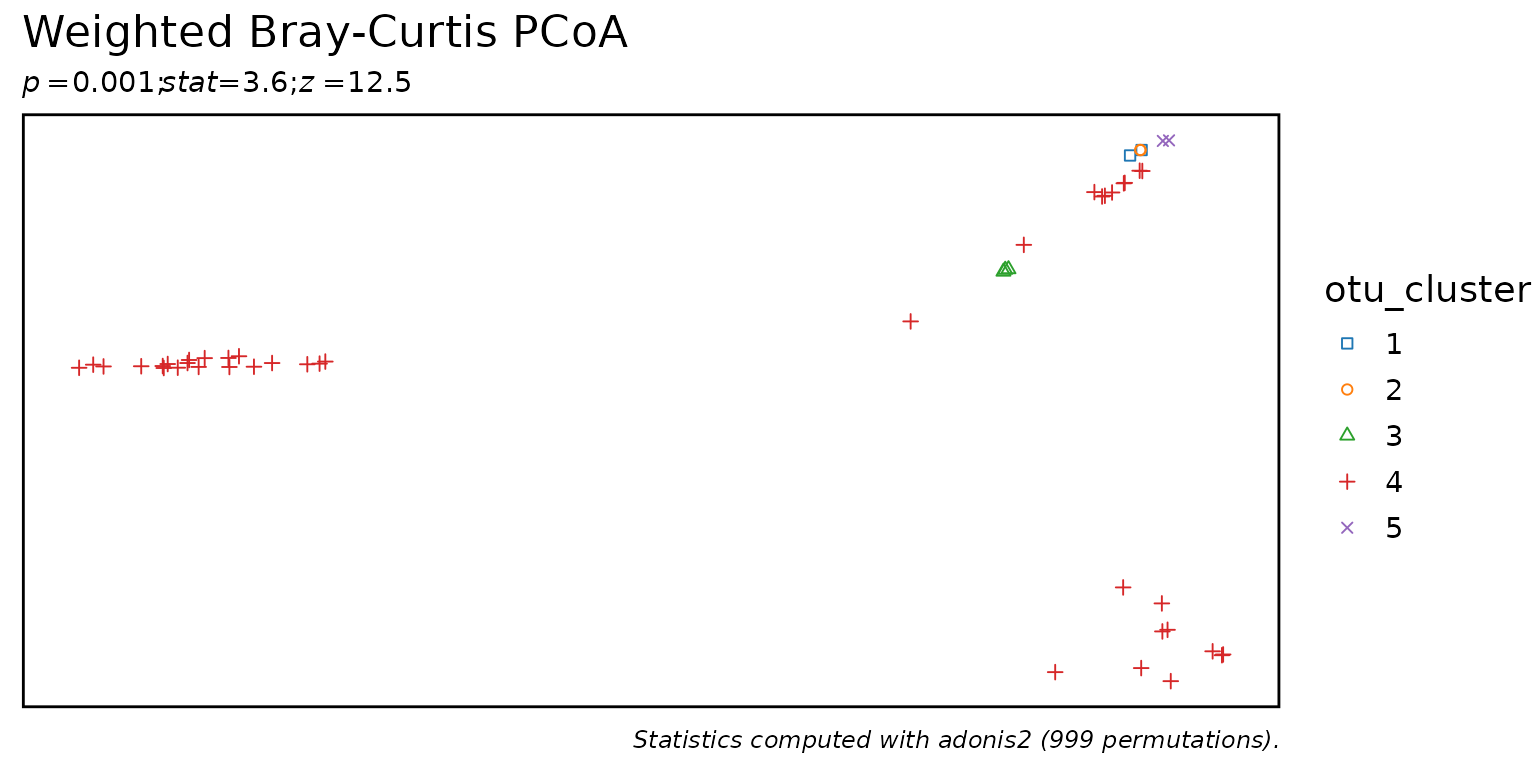 Weighted Bray-Curtis PCoA
p =0.001;stat=3.6;z =12.5
otu_cluster
1
2
3
4
5
Statistics computed with adonis2 (999 permutations).